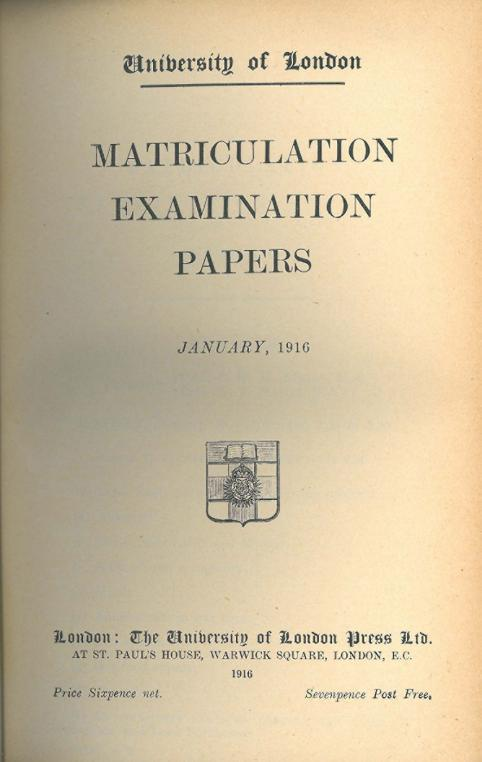 University of London
MATRICULATION
EXAMINATION
PAPERS
JANUARY, 1916
London: The University of London Press Ltd.
AT ST. PAUL'S HOUSE, WARWICK SQUARE, LONDON, E.C.
1916
Price Sixpence net. Sevenpence Post Free.